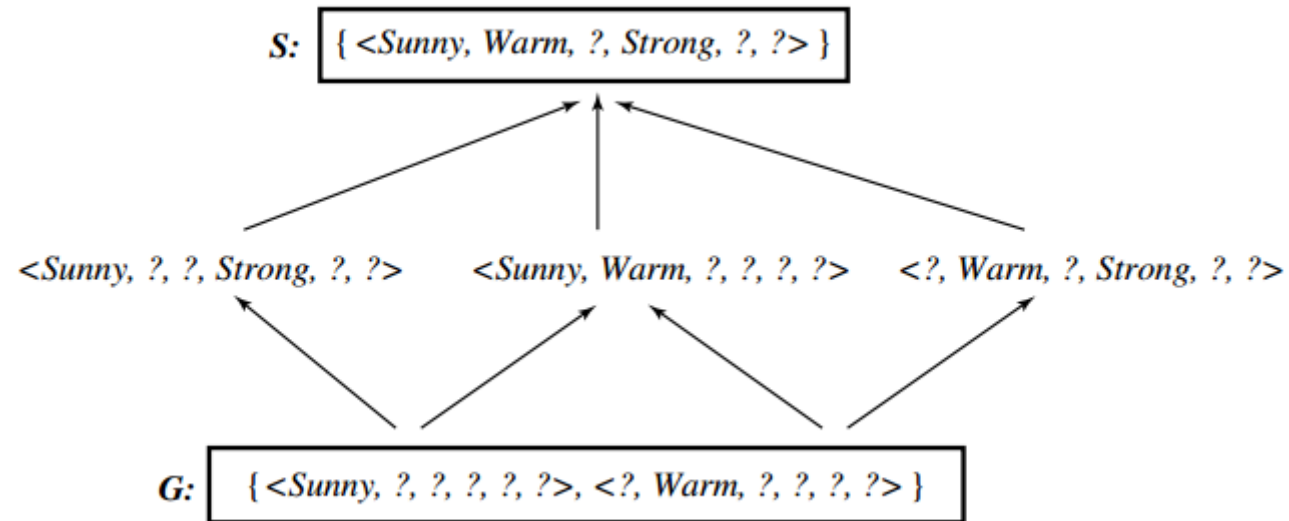 S: { <Sunny, Warm, ?, Strong, ?, ?> }
<Sunny, ?, ?, Strong, ?, ?> <Sunny, Warm, ?, ?, ?, ?> <?, Warm, ?, Strong, ?, ?>
G: { <Sunny, ?, ?, ?, ?, ?>, <?, Warm, ?, ?, ?, ?> }